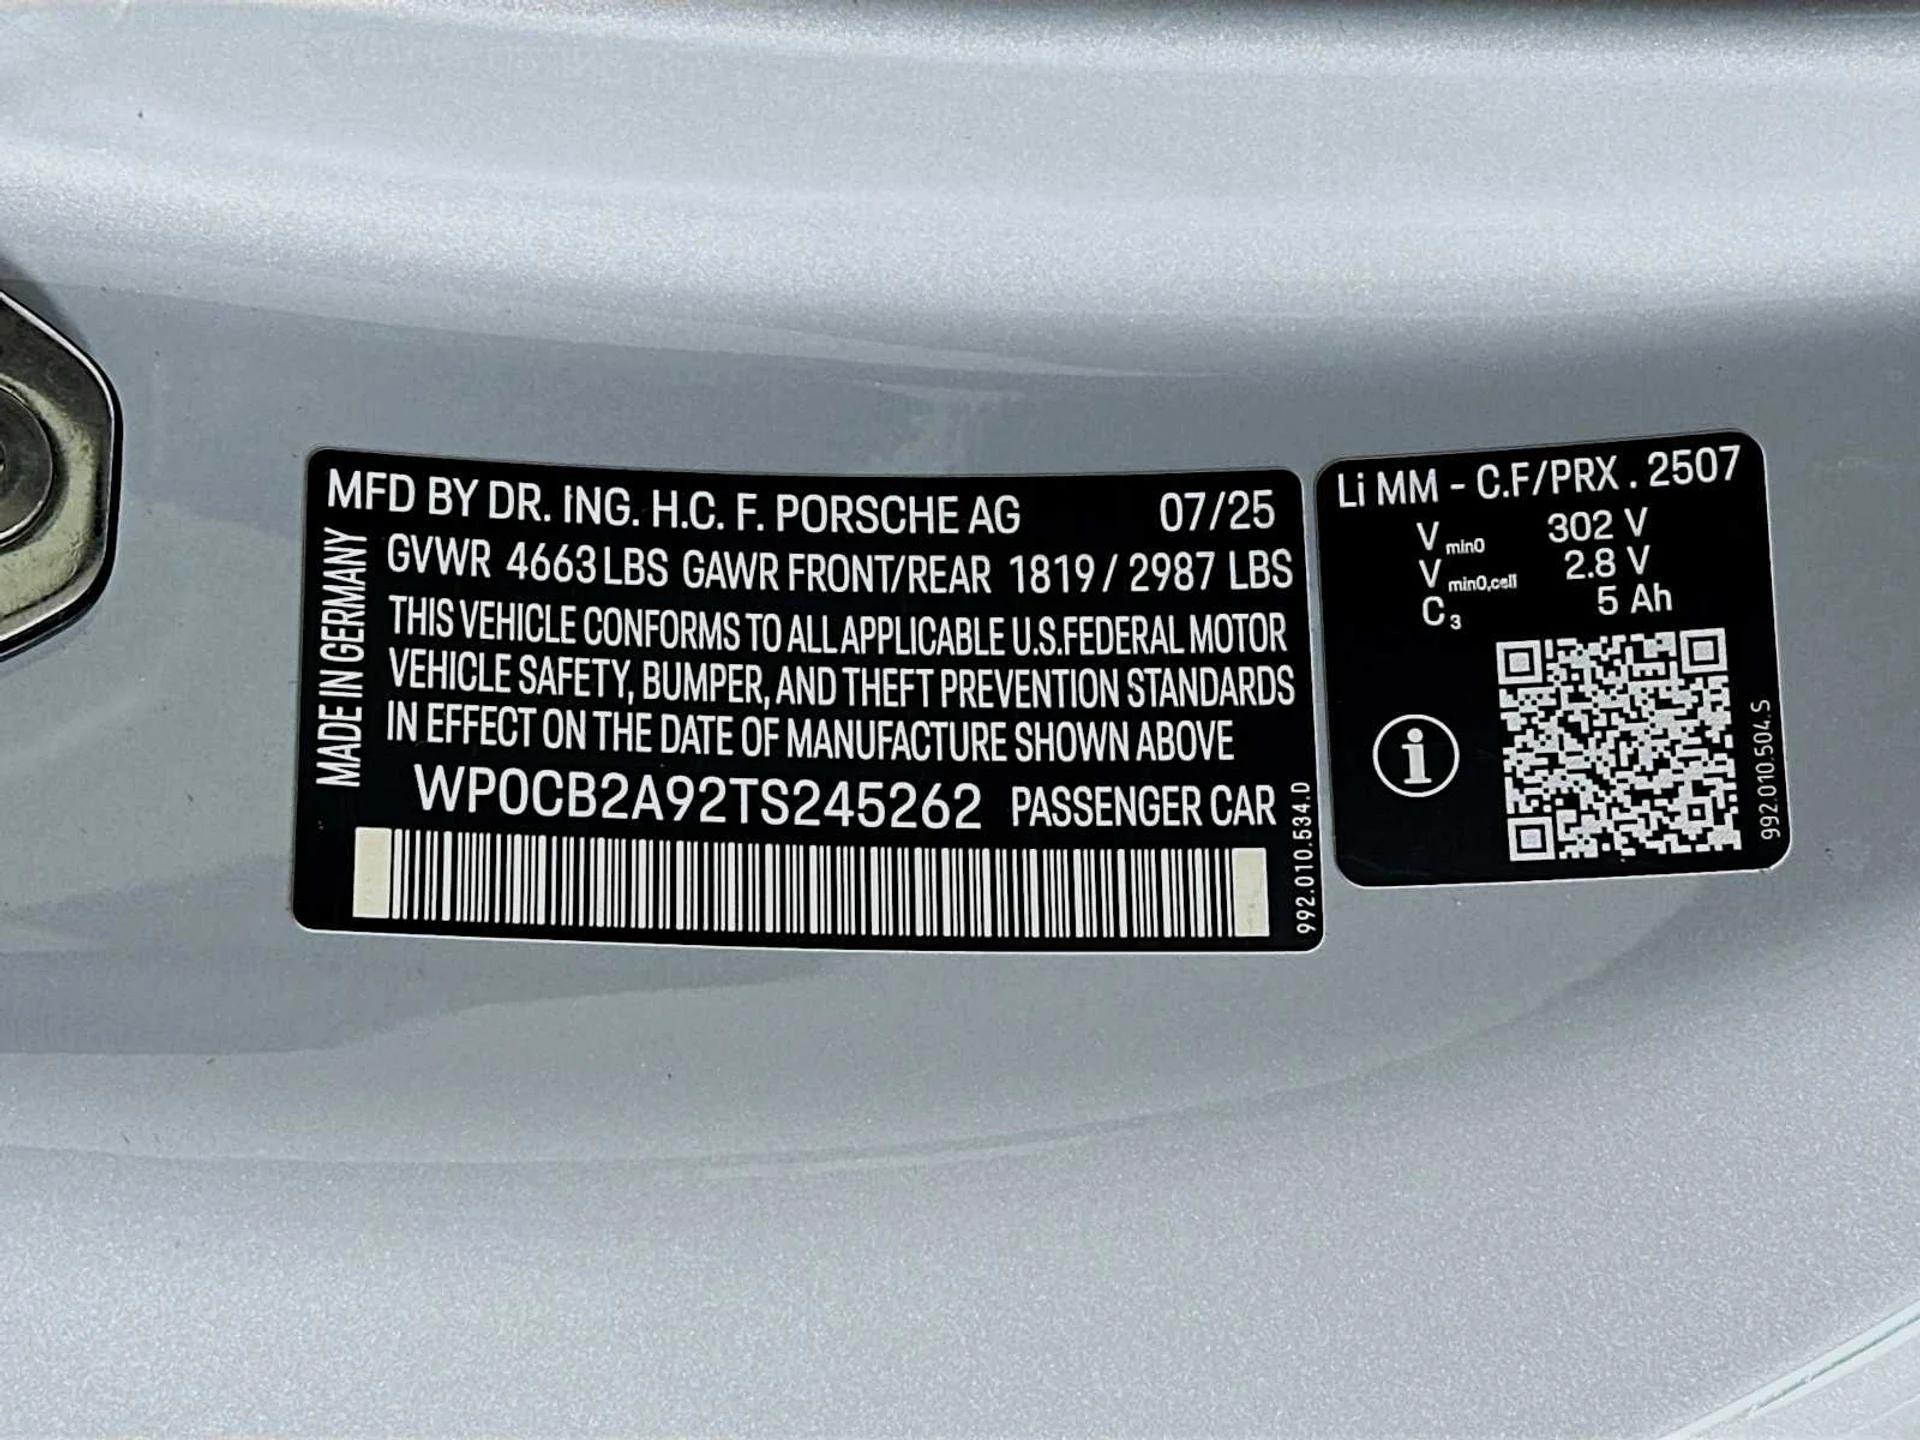 MFD BY DR. ING. H.C. F. PORSCHE AG 07/25
GVWR 4663 LBS GAWR FRONT/REAR 1819 / 2987 LBS
THIS VEHICLE CONFORMS TO ALL APPLICABLE U.S.FEDERAL MOTOR
VEHICLE SAFETY, BUMPER, AND THEFT PREVENTION STANDARDS
IN EFFECT ON THE DATE OF MANUFACTURE SHOWN ABOVE
WP0CB2A92TS245262 PASSENGER CAR
MADE IN GERMANY
992.010.534.D
Li MM - C.F/PRX . 2507
Vmin0 302 V
Vmin0,cell 2.8 V
C3 5 Ah
i
992.010.504.S